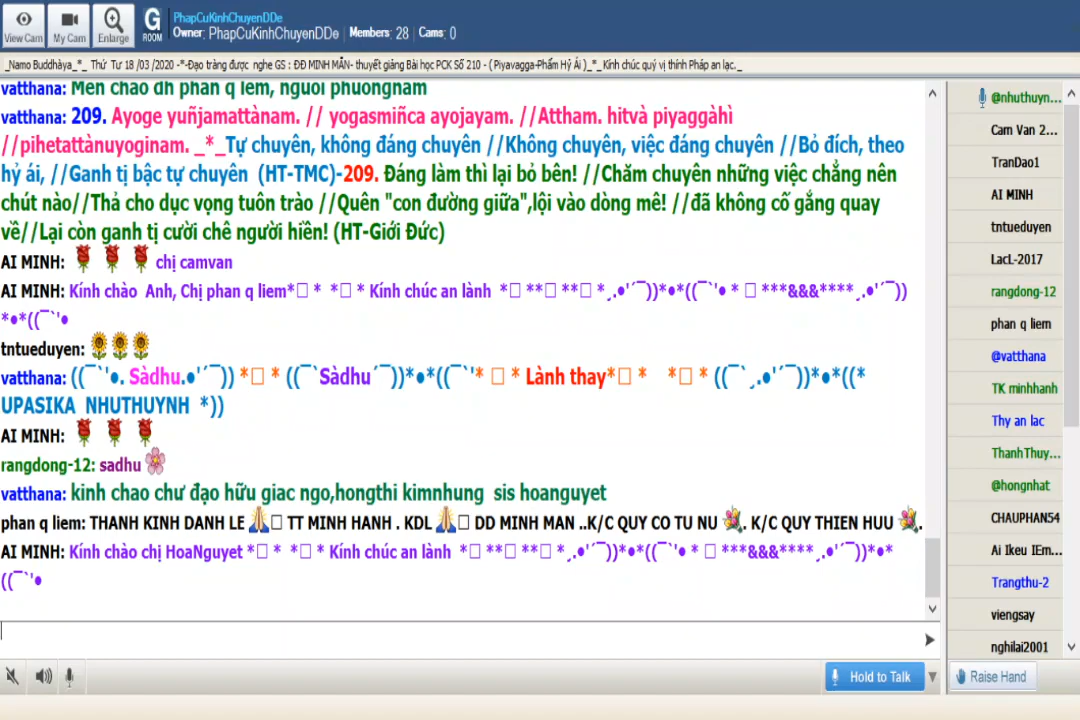 PhapCuKinhChuyenDDe
Owner: PhapCuKinhChuyenDDe | Members: 28 | Cams: 0
View Cam
My Cam
Enlarge
G ROOM
_Namo Buddhàya_*_ Thứ Tư 18 /03 /2020 -*-Đạo tràng được nghe GS : ĐĐ MINH MẪN- thuyết giảng Bài học PCK Số 210 - ( Piyavagga-Phẩm Hỷ Ái )_*_Kính chúc quý vị thính Pháp an lạc._
vatthana: Men chao dh phan q lem, nguoi phuongnam
vatthana: 209. Ayoge yuñjamattànam. // yogasmiñca ayojayam. //Attham. hitvà piyaggàhì
//pihetattànuyoginam. _*_Tự chuyên, không đáng chuyên //Không chuyên, việc đáng chuyên //Bỏ đích, theo
hỷ ái, //Ganh tị bậc tự chuyên (HT-TMC)-209. Đáng làm thì lại bỏ bên! //Chăm chuyên những việc chẳng nên
chút nào//Thả cho dục vọng tuôn trào //Quên "con đường giữa",lội vào dòng mê! //đã không cố gắng quay
về//Lại còn ganh tị cười chê người hiền! (HT-Giới Đức)
AI MINH: 🌹 🌹 🌹 chị camvan
AI MINH: Kính chào Anh, Chị phan q liem*□ * *□ * Kính chúc an lành *□ **□ **□ *¸.●'´¯))*●*((¯`'● * □ ***&&&****¸.●'´¯))
*●*((¯`'●
tntueduyen: 🌻🌻🌻
vatthana: ((¯`'●. Sàdhu.●'´¯)) *□ * ((¯`Sàdhu´¯))*●*((¯`'* □ * Lành thay*□ * *□ * ((¯`¸.●'´¯))*●*((*
UPASIKA NHUTHUYNH *))
AI MINH: 🌹 🌹 🌹
rangdong-12: sadhu 🌸
vatthana: kinh chao chư đạo hữu giac ngo,hongthi kimnhung sis hoanguyet
phan q liem: THANH KINH DANH LE 🙏□ TT MINH HANH . KDL 🙏□ DD MINH MAN ..K/C QUY CO TU NU 💐. K/C QUY THIEN HUU 💐.
AI MINH: Kính chào chị HoaNguyet *□ * *□ * Kính chúc an lành *□ **□ **□ *¸.●'´¯))*●*((¯`'● * □ ***&&&****¸.●'´¯))*●*
((¯`'●
@nhuthuyn...
Cam Van 2...
TranDao1
AI MINH
tntueduyen
LacL-2017
rangdong-12
phan q liem
@vatthana
TK minhhanh
Thy an lac
ThanhThuy...
@hongnhat
CHAUPHAN54
Ai Ikeu IEm...
Trangthu-2
viengsay
nghilai2001
Hold to Talk
Raise Hand